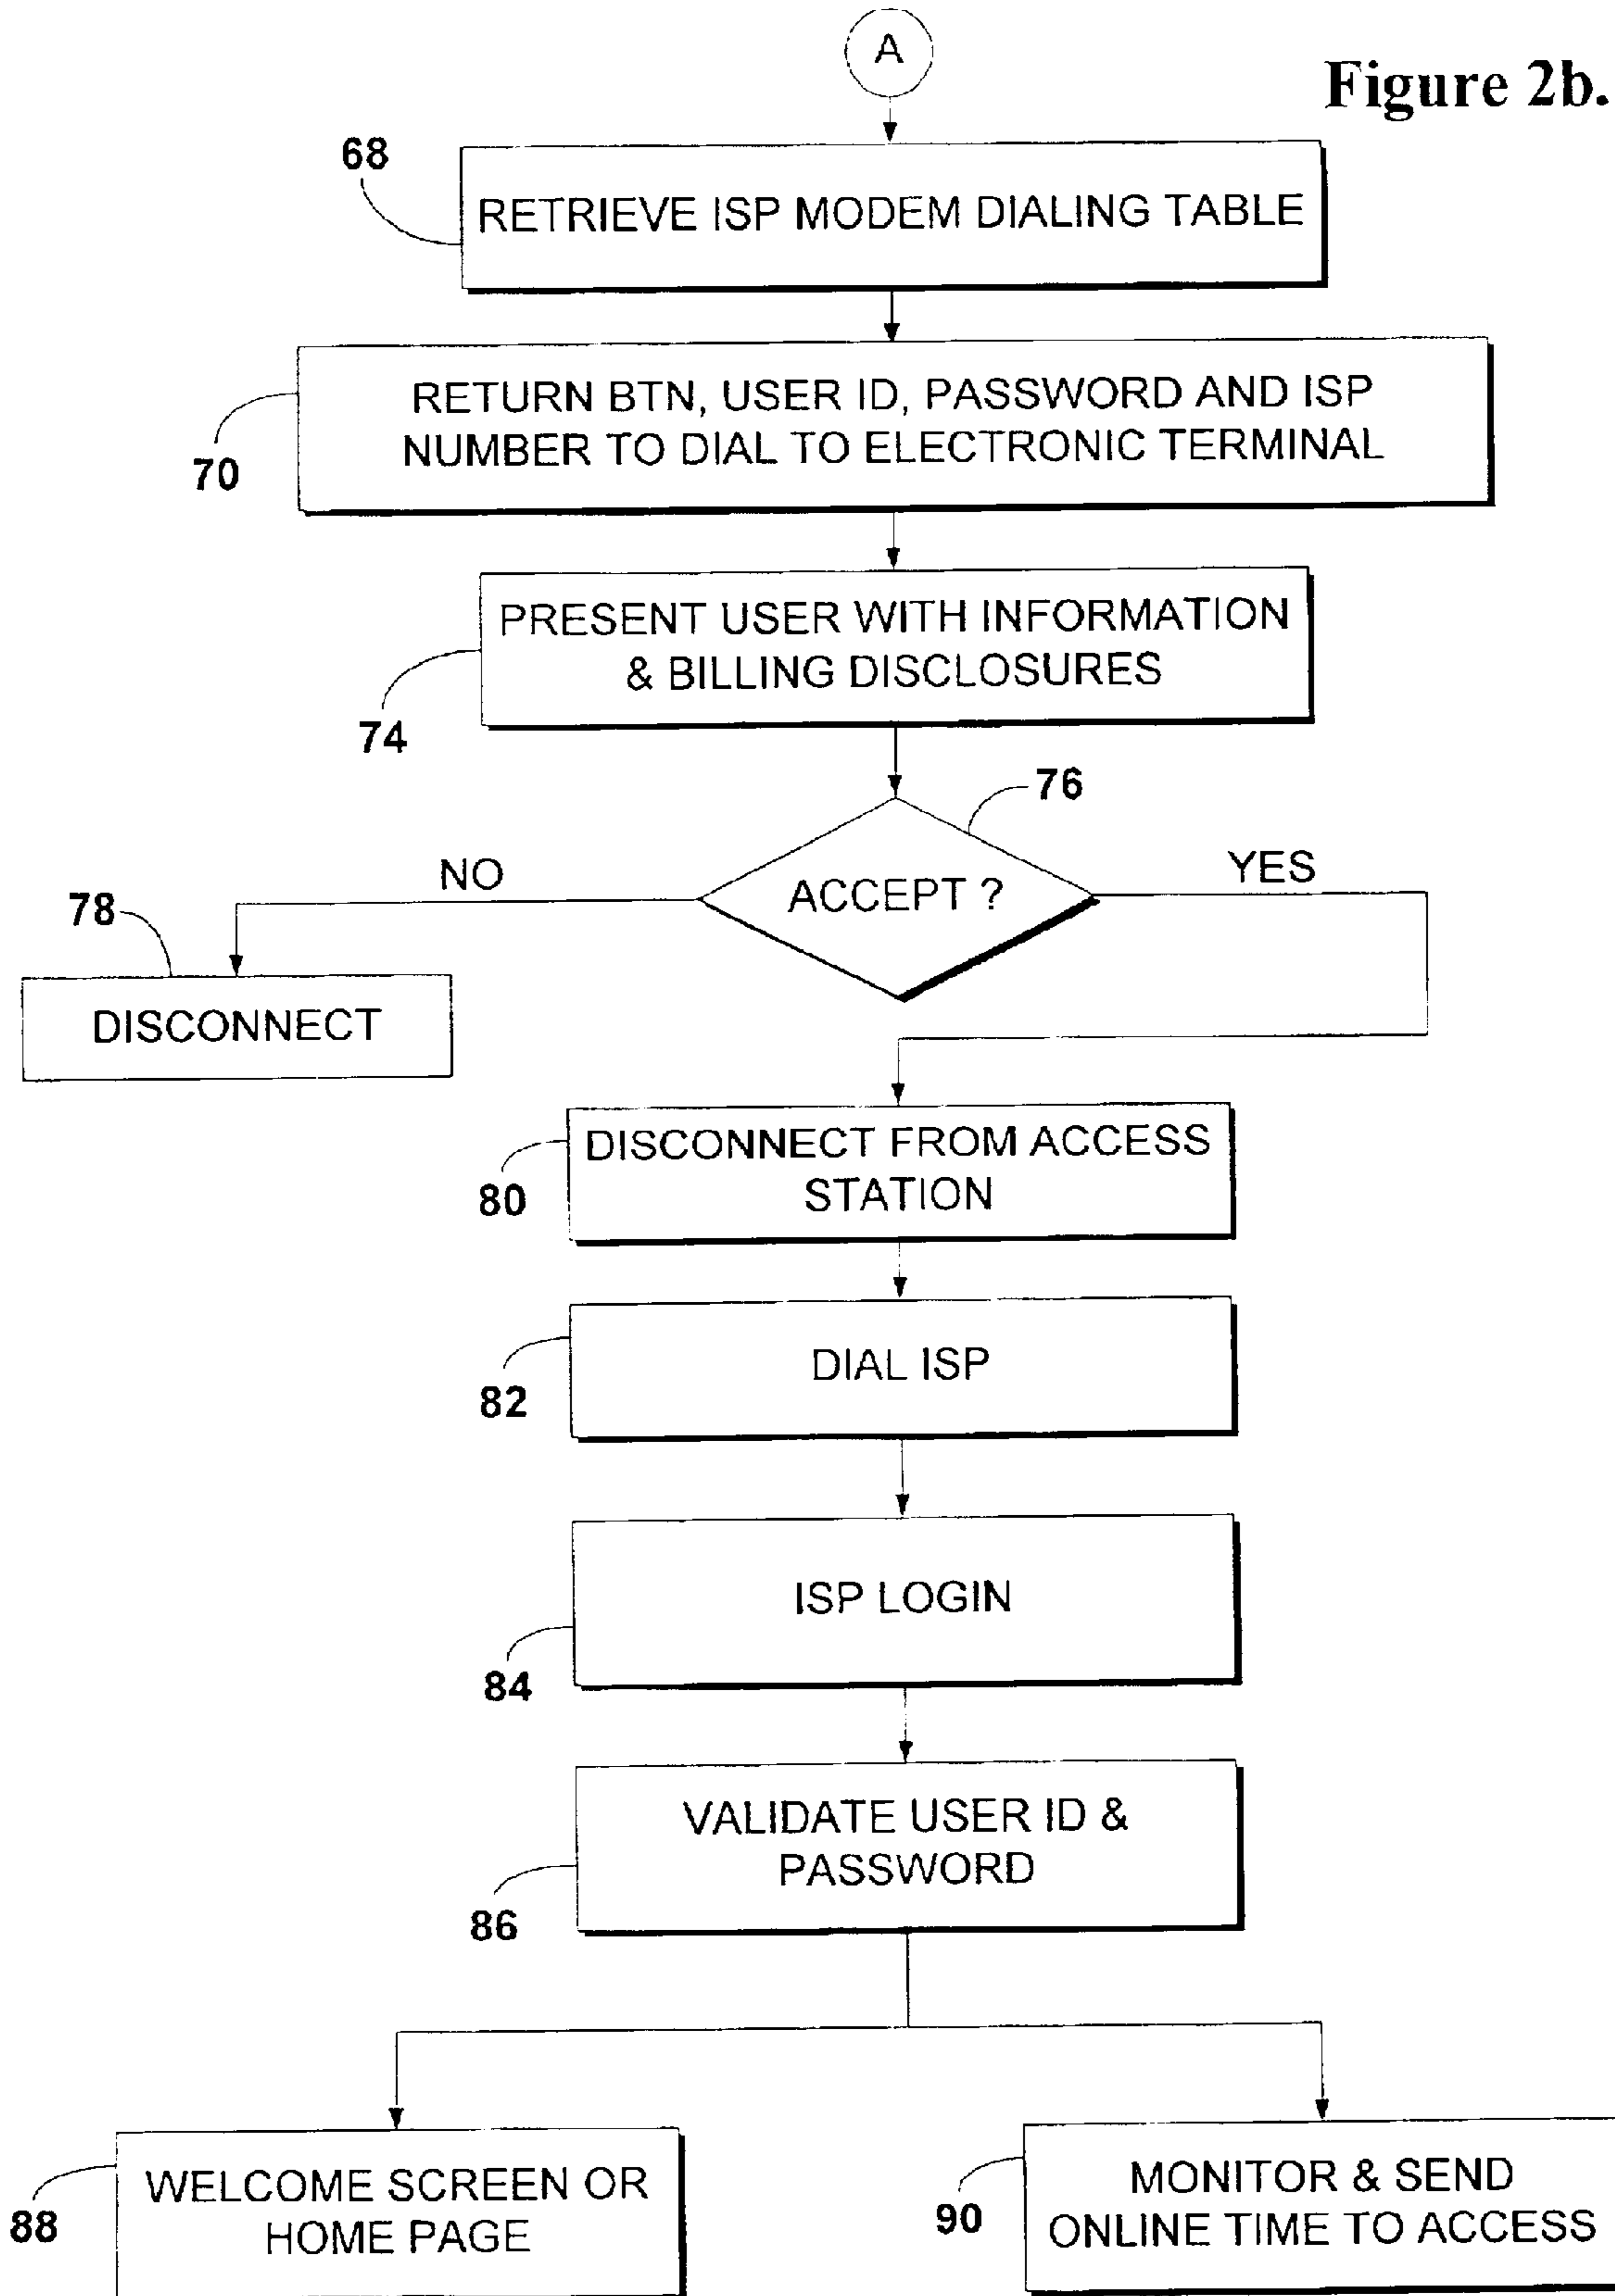 A
Figure 2b.
68
RETRIEVE ISP MODEM DIALING TABLE
RETURN BTN, USER ID, PASSWORD AND ISP
NUMBER TO DIAL TO ELECTRONIC TERMINAL
70
PRESENT USER WITH INFORMATION
& BILLING DISCLOSURES
74
76
NO
YES
ACCEPT ?
78
DISCONNECT
DISCONNECT FROM ACCESS
STATION
80
DIAL ISP
82
ISP LOGIN
84
VALIDATE USER ID &
PASSWORD
86
WELCOME SCREEN OR
HOME PAGE
88
MONITOR & SEND
ONLINE TIME TO ACCESS
90